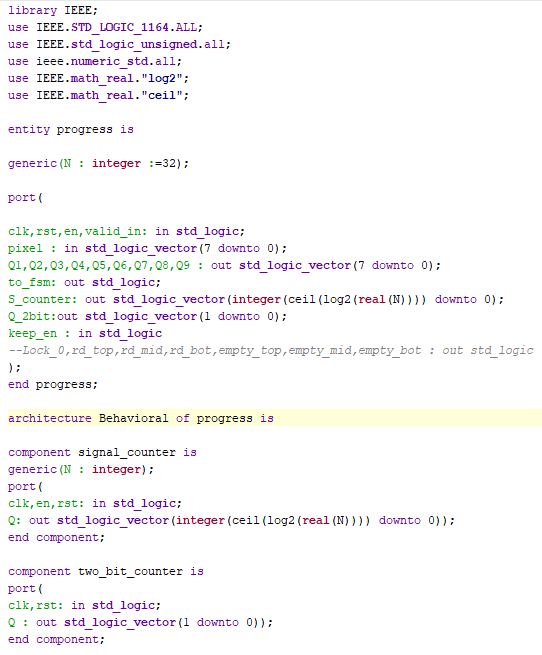 library IEEE;
use IEEE.STD_LOGIC_1164.ALL;
use IEEE.std_logic_unsigned.all;
use ieee.numeric_std.all;
use IEEE.math_real."log2";
use IEEE.math_real."ceil";
entity progress is
generic(N : integer :=32);
port(
clk,rst,en,valid_in: in std_logic;
pixel : in std_logic_vector(7 downto 0);
Q1,Q2,Q3,Q4,Q5,Q6,Q7,Q8,Q9 : out std_logic_vector(7 downto 0);
to_fsm: out std_logic;
S_counter: out std_logic_vector(integer(ceil(log2(real(N)))) downto 0);
Q_2bit:out std_logic_vector(1 downto 0);
keep_en : in std_logic
--Lock_0,rd_top,rd_mid,rd_bot,empty_top,empty_mid,empty_bot : out std_logic
);
end progress;
architecture Behavioral of progress is
component signal_counter is
generic(N : integer);
port(
clk,en,rst: in std_logic;
Q: out std_logic_vector(integer(ceil(log2(real(N)))) downto 0));
end component;
component two_bit_counter is
port(
clk,rst: in std_logic;
Q : out std_logic_vector(1 downto 0));
end component;